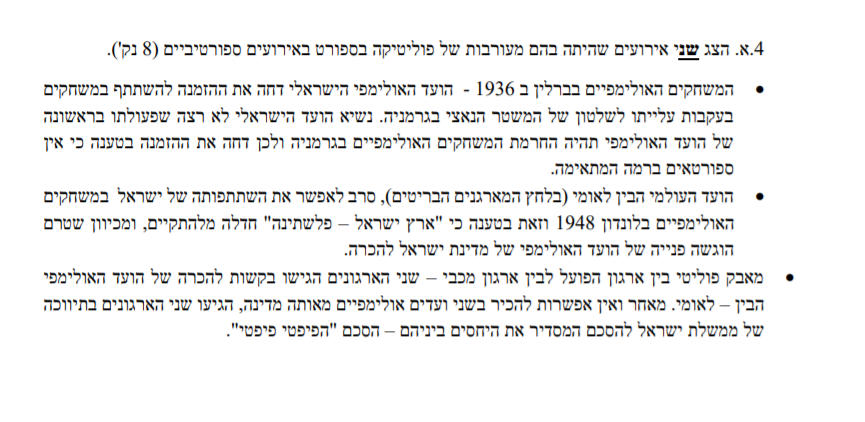 4.א. הצג שני אירועים שהיתה בהם מעורבות של פוליטיקה בספורט באירועים ספורטיביים (8 נק').
• המשחקים האולימפיים בברלין ב 1936 - הועד האולימפי הישראלי דחה את ההזמנה להשתתף במשחקים
בעקבות עלייתו לשלטון של המשטר הנאצי בגרמניה. נשיא הועד הישראלי לא רצה שפעולתו בראשונה
של הועד האולימפי תהיה החרמת המשחקים האולימפיים בגרמניה ולכן דחה את ההזמנה בטענה כי אין
ספורטאים ברמה המתאימה.
• הועד העולמי הבין לאומי (בלחץ המארגנים הבריטים), סרב לאפשר את השתתפותה של ישראל במשחקים
האולימפיים בלונדון 1948 וזאת בטענה כי "ארץ ישראל – פלשתינה" חדלה מלהתקיים, ומכיוון שטרם
הוגשה פנייה של הועד האולימפי של מדינת ישראל להכרה.
• מאבק פוליטי בין ארגון הפועל לבין ארגון מכבי – שני הארגונים הגישו בקשות להכרה של הועד האולימפי
הבין – לאומי. מאחר ואין אפשרות להכיר בשני ועדים אולימפיים מאותה מדינה, הגיעו שני הארגונים בתיווכה
של ממשלת ישראל להסכם המסדיר את היחסים ביניהם – הסכם "הפיפטי פיפטי".